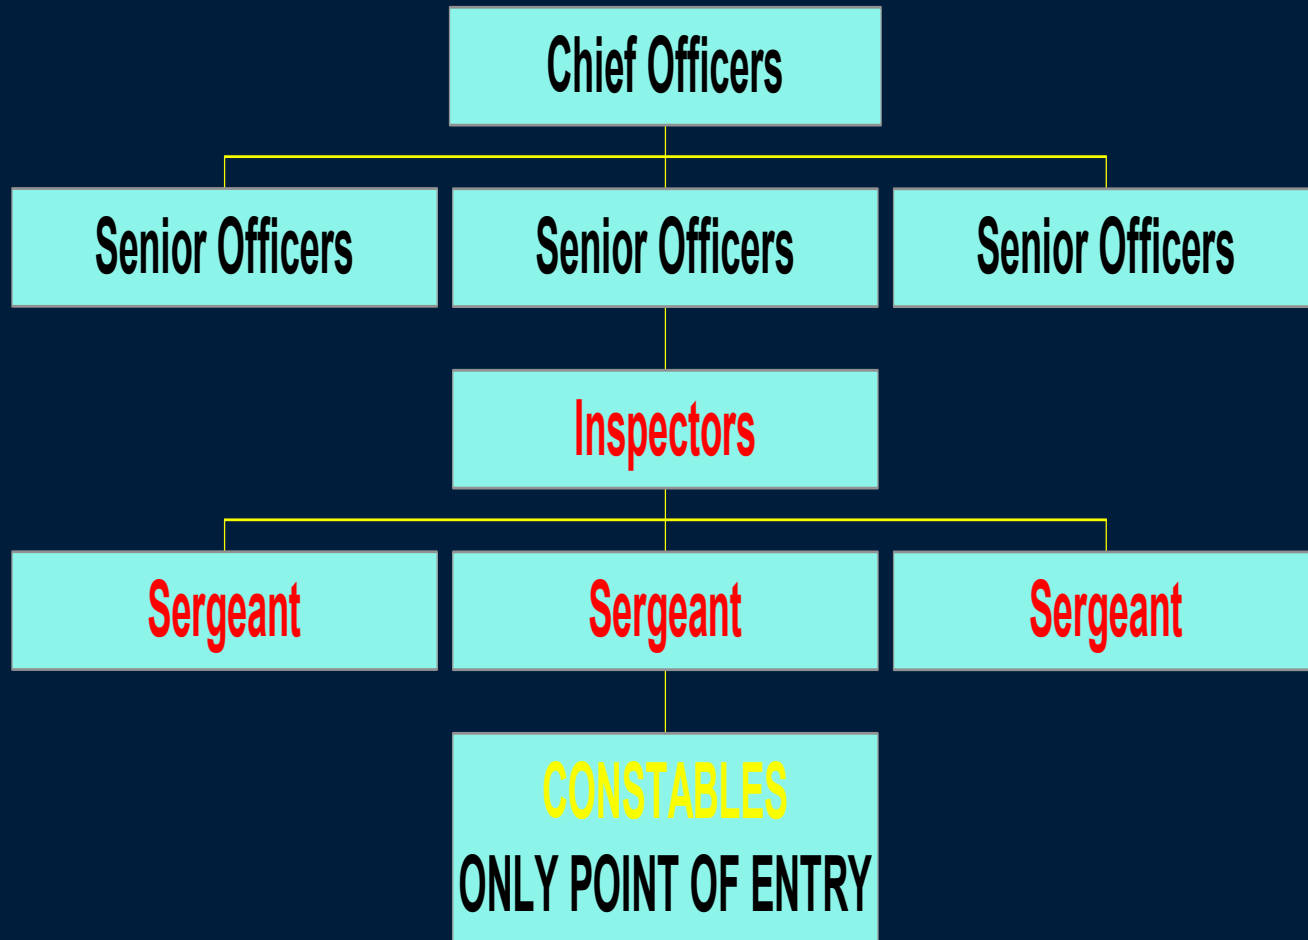 Chief Officers
Senior Officers
Senior Officers
Senior Officers
Inspectors
Sergeant
Sergeant
Sergeant
CONSTABLES
ONLY POINT OF ENTRY